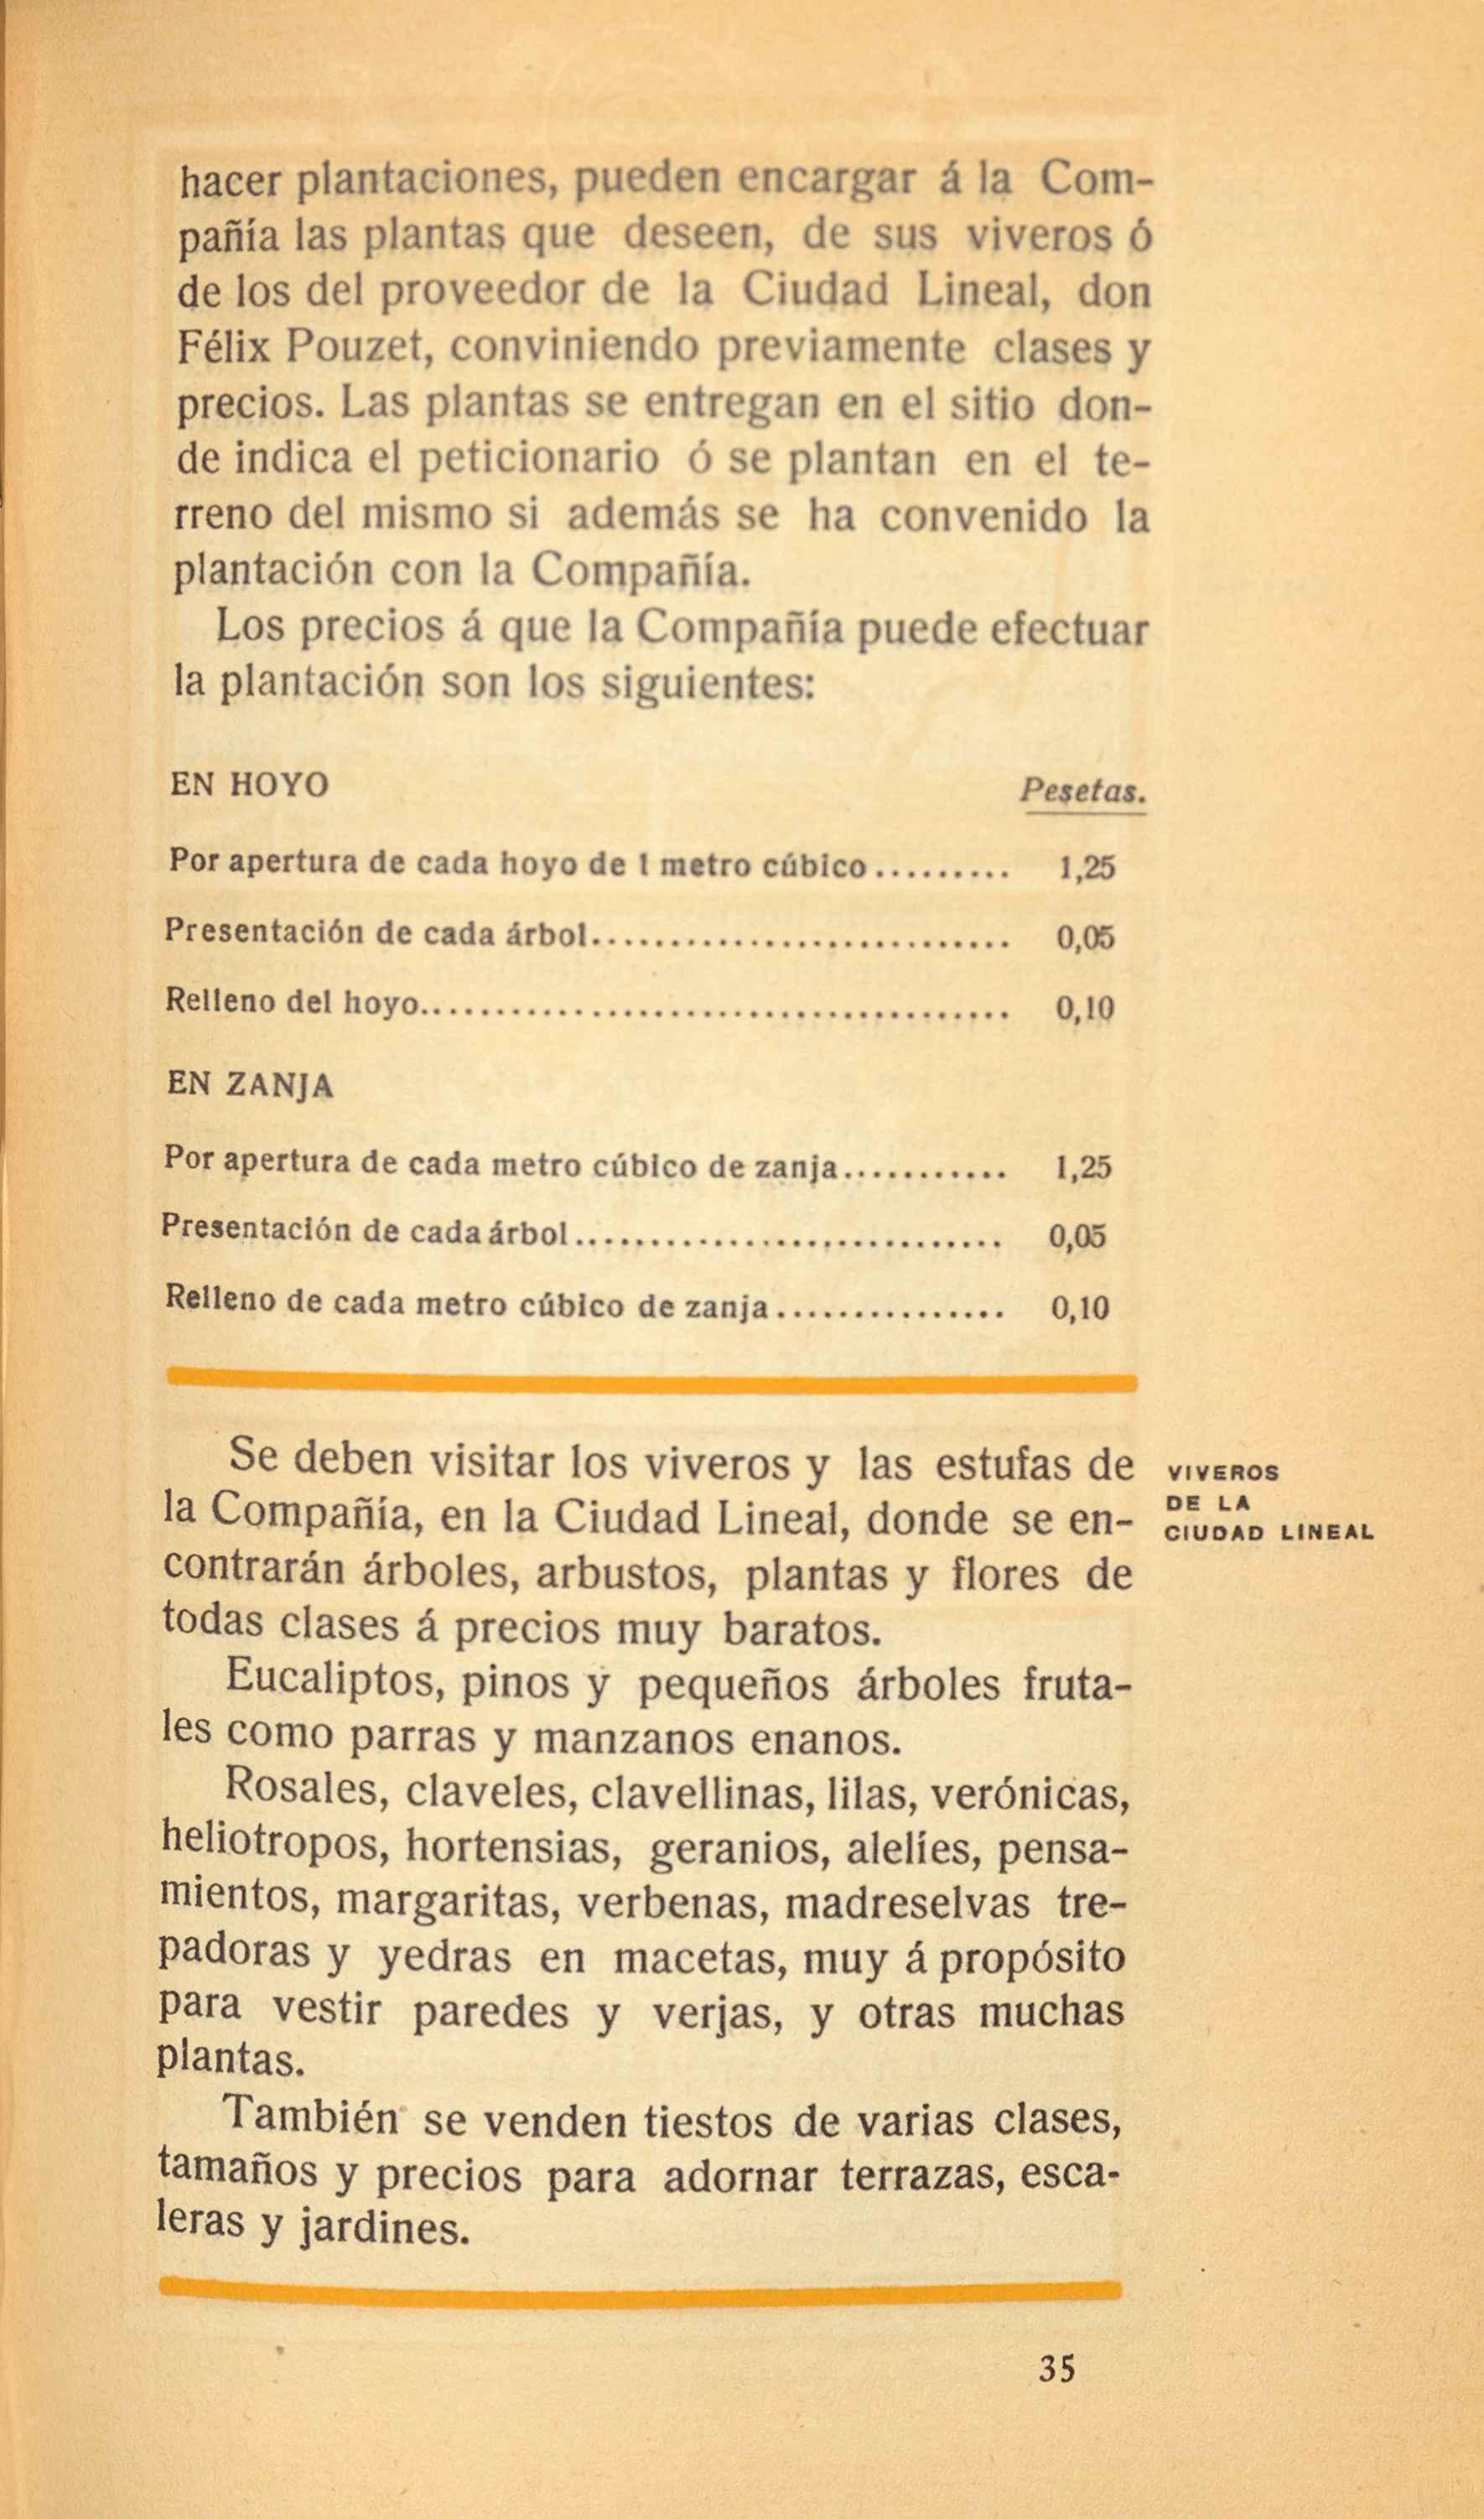 hacer plantaciones, pueden encargar á la Com-
pañía las plantas que deseen, de sus viveros ó
de los del proveedor de la Ciudad Lineal, don
Félix Pouzet, conviniendo previamente clases y
precios. Las plantas se entregan en el sitio don-
de indica el peticionario ó se plantan en el te-
rreno del mismo si además se ha convenido la
plantación con la Compañía.
Los precios á que la Compañía puede efectuar
la plantación son los siguientes:
EN HOYO Pesetas.
Por apertura de cada hoyo de 1 metro cúbico......... 1,25
Presentación de cada árbol........................... 0,05
Relleno del hoyo...................................... 0,10
EN ZANJA
Por apertura de cada metro cúbico de zanja........... 1,25
Presentación de cada árbol............................ 0,05
Relleno de cada metro cúbico de zanja............... 0,10
Se deben visitar los viveros y las estufas de
la Compañía, en la Ciudad Lineal, donde se en-
contrarán árboles, arbustos, plantas y flores de
todas clases á precios muy baratos.
VIVEROS
DE LA
CIUDAD LINEAL
Eucaliptos, pinos y pequeños árboles fruta-
les como parras y manzanos enanos.
Rosales, claveles, clavellinas, lilas, verónicas,
heliotropos, hortensias, geranios, alelíes, pensa-
mientos, margaritas, verbenas, madreselvas tre-
padoras y yedras en macetas, muy á propósito
para vestir paredes y verjas, y otras muchas
plantas.
También se venden tiestos de varias clases,
tamaños y precios para adornar terrazas, esca-
leras y jardines.
35